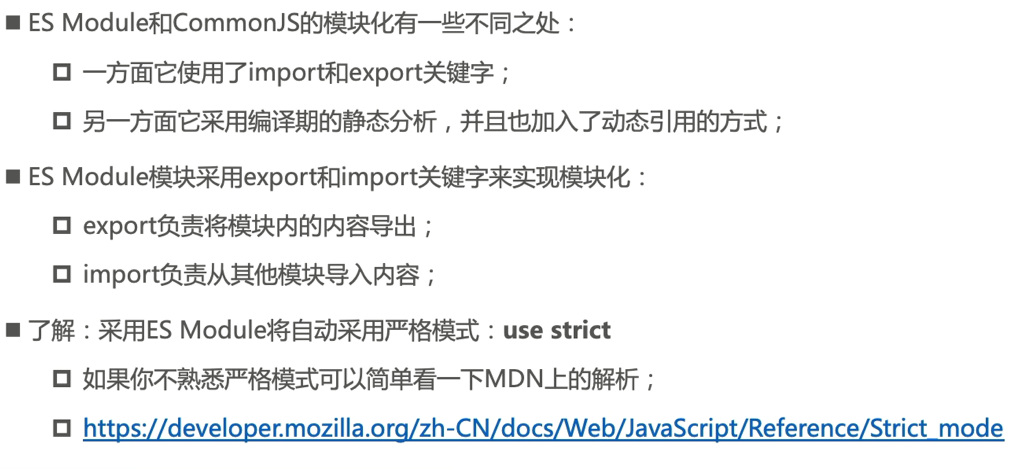 ■ ES Module和CommonJS的模块化有一些不同之处：
一方面它使用了import和export关键字；
另一方面它采用编译期的静态分析，并且也加入了动态引用的方式；
■ ES Module模块采用export和import关键字来实现模块化：
export负责将模块内的内容导出；
import负责从其他模块导入内容；
■ 了解：采用ES Module将自动采用严格模式：use strict
如果你不熟悉严格模式可以简单看一下MDN上的解析；
https://developer.mozilla.org/zh-CN/docs/Web/JavaScript/Reference/Strict_mode